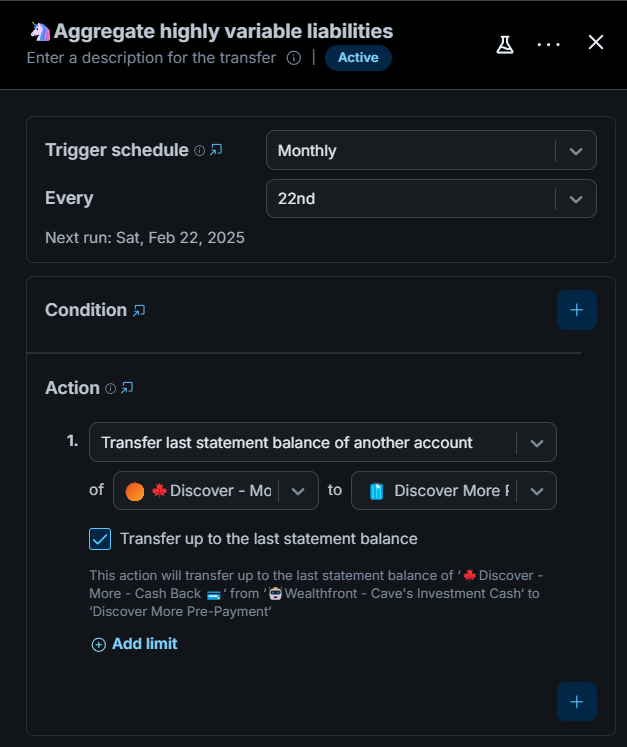 🦄Aggregate highly variable liabilities
Enter a description for the transfer | Active
Trigger schedule Monthly
Every 22nd
Next run: Sat, Feb 22, 2025
Condition
Action
1. Transfer last statement balance of another account
of 🍁Discover - Mo to Discover More P
Transfer up to the last statement balance
This action will transfer up to the last statement balance of ‘🍁Discover -
More - Cash Back 💳‘ from ‘🤖Wealthfront - Cave's Investment Cash’ to
‘Discover More Pre-Payment‘
Add limit